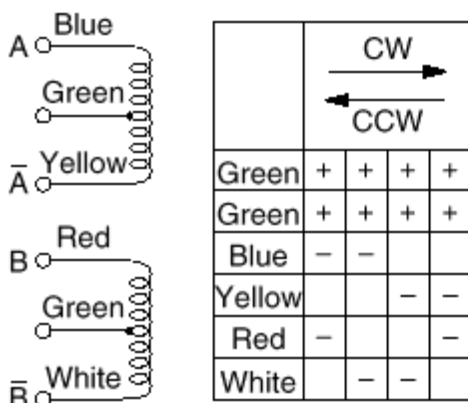 A Blue
Green
A̅ Yellow
B Red
Green
B̅ White
CW
CCW
Green + + + +
Green + + + +
Blue − −
Yellow − −
Red − −
White − −